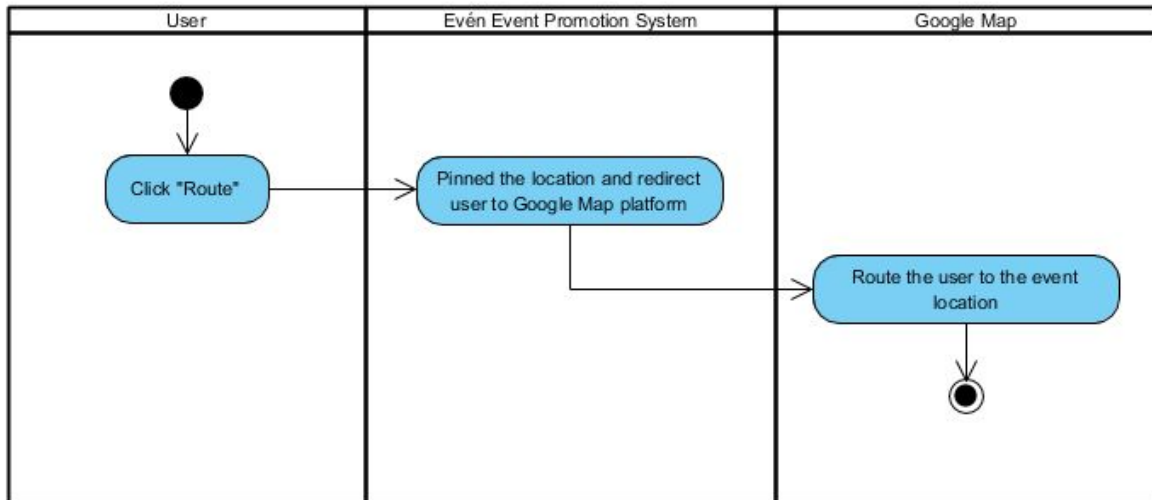 User
Evén Event Promotion System
Google Map
Click "Route"
Pinned the location and redirect
user to Google Map platform
Route the user to the event
location